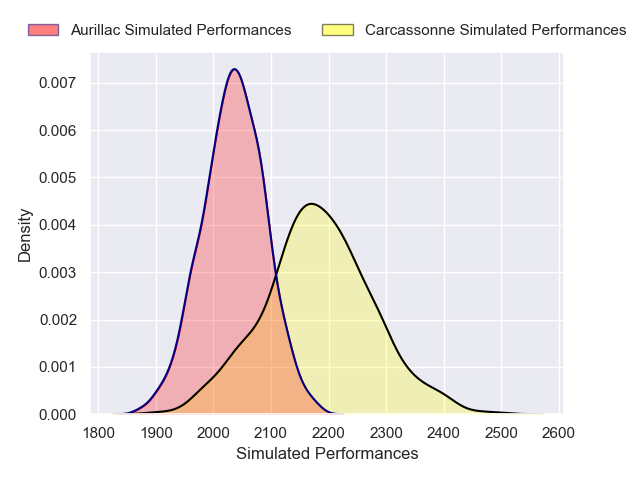 Aurillac Simulated Performances Carcassonne Simulated Performances
0.007
0.006
0.005
0.004
0.003
0.002
0.001
0.000
Density
1800 1900 2000 2100 2200 2300 2400 2500 2600
Simulated Performances